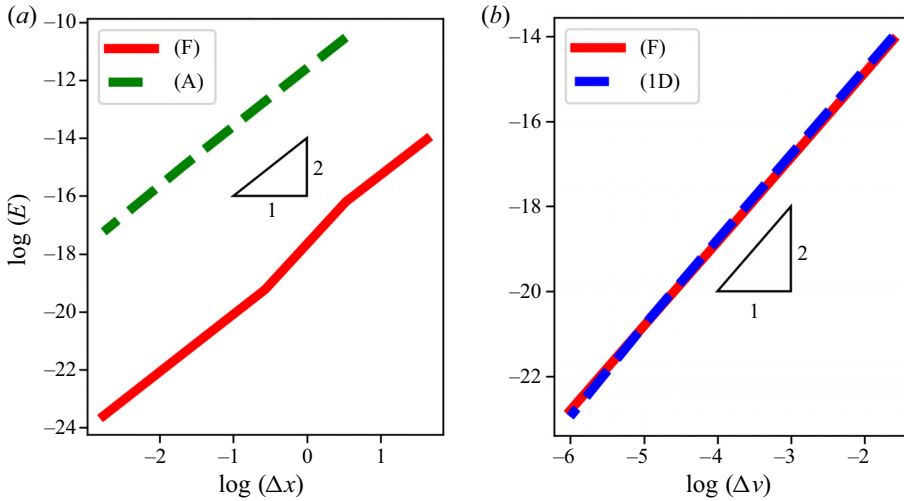 (a)
(F)
(A)
–10
–12
–14
–16
–18
–20
–22
–24
log (E)
2
1
–2
–1
0
1
log (Δx)
(b)
(F)
(1D)
–14
–16
–18
–20
–22
2
1
–6
–5
–4
–3
–2
log (Δv)